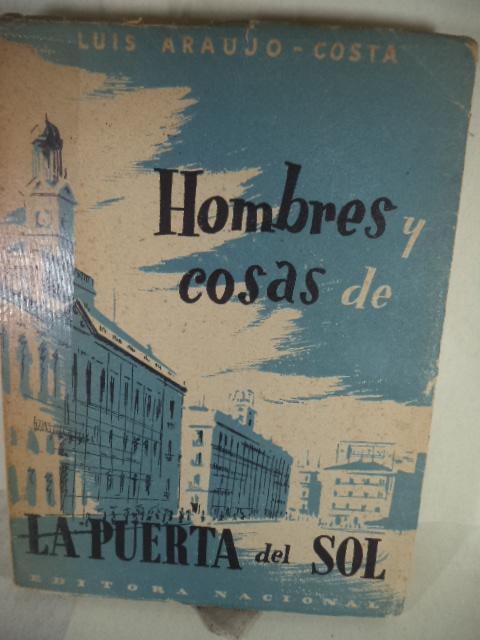 LUIS ARAUJO-COSTA
Hombres y
cosas de
LA PUERTA del SOL
EDITORA NACIONAL